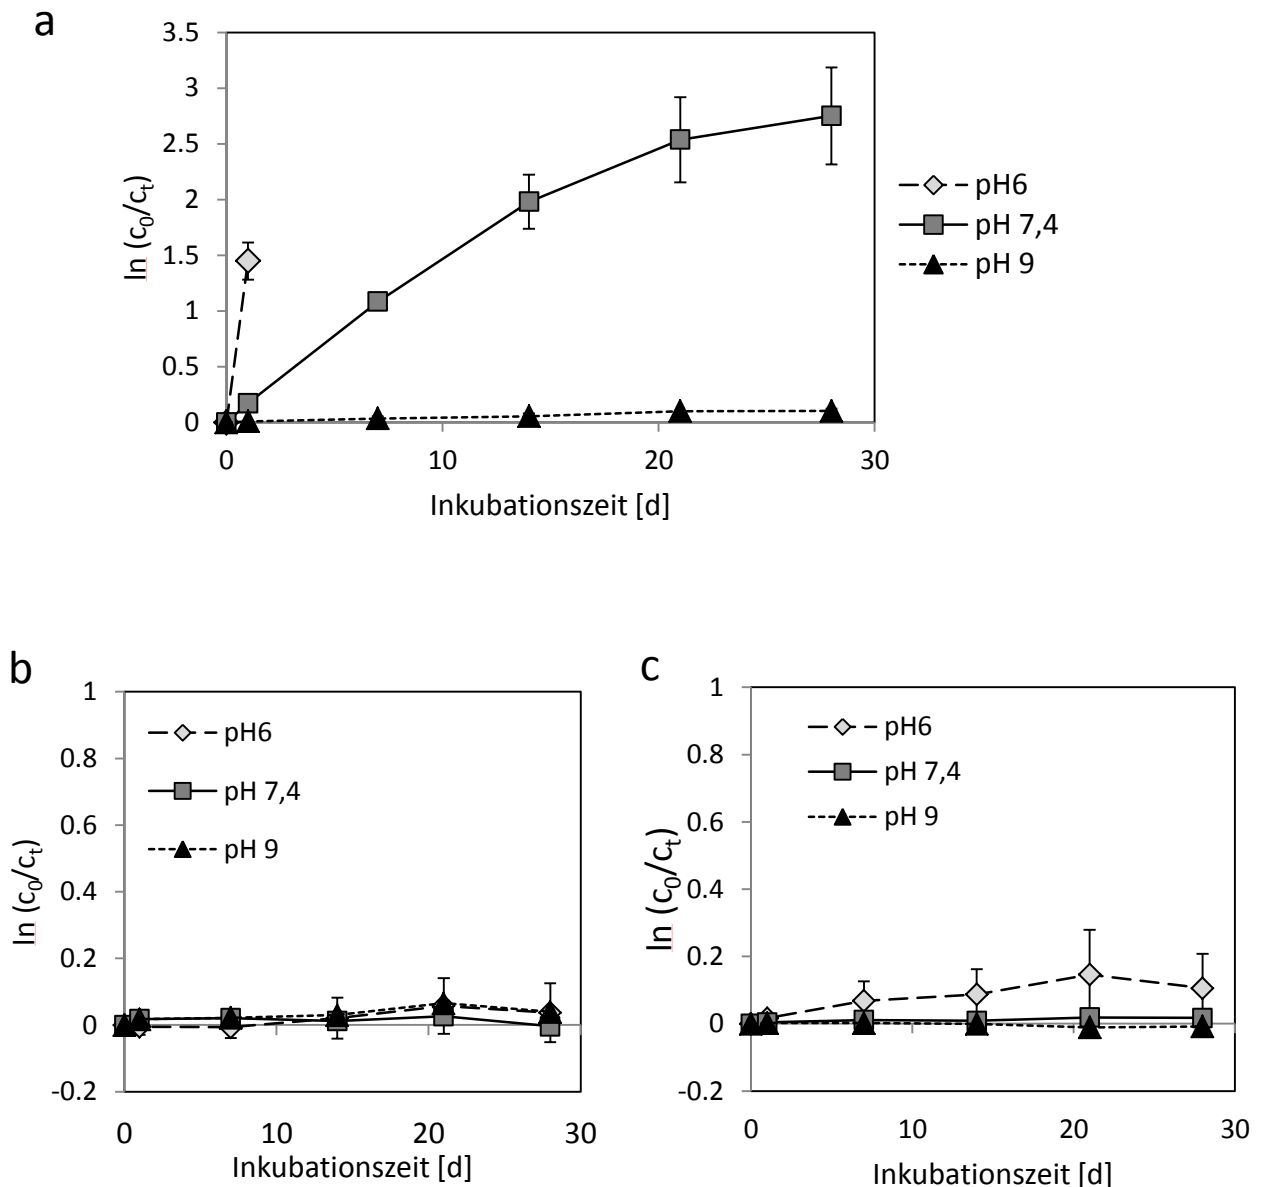 a
3.5
3
2.5
2
1.5
1
0.5
0
ln (c₀/cₜ)
0 10 20 30
Inkubationszeit [d]
pH6
pH 7,4
pH 9
b
1
0.8
0.6
0.4
0.2
0
-0.2
ln (c₀/cₜ)
pH6
pH 7,4
pH 9
0 10 20 30
Inkubationszeit [d]
c
1
0.8
0.6
0.4
0.2
0
-0.2
ln (c₀/cₜ)
pH6
pH 7,4
pH 9
0 10 20 30
Inkubationszeit [d]